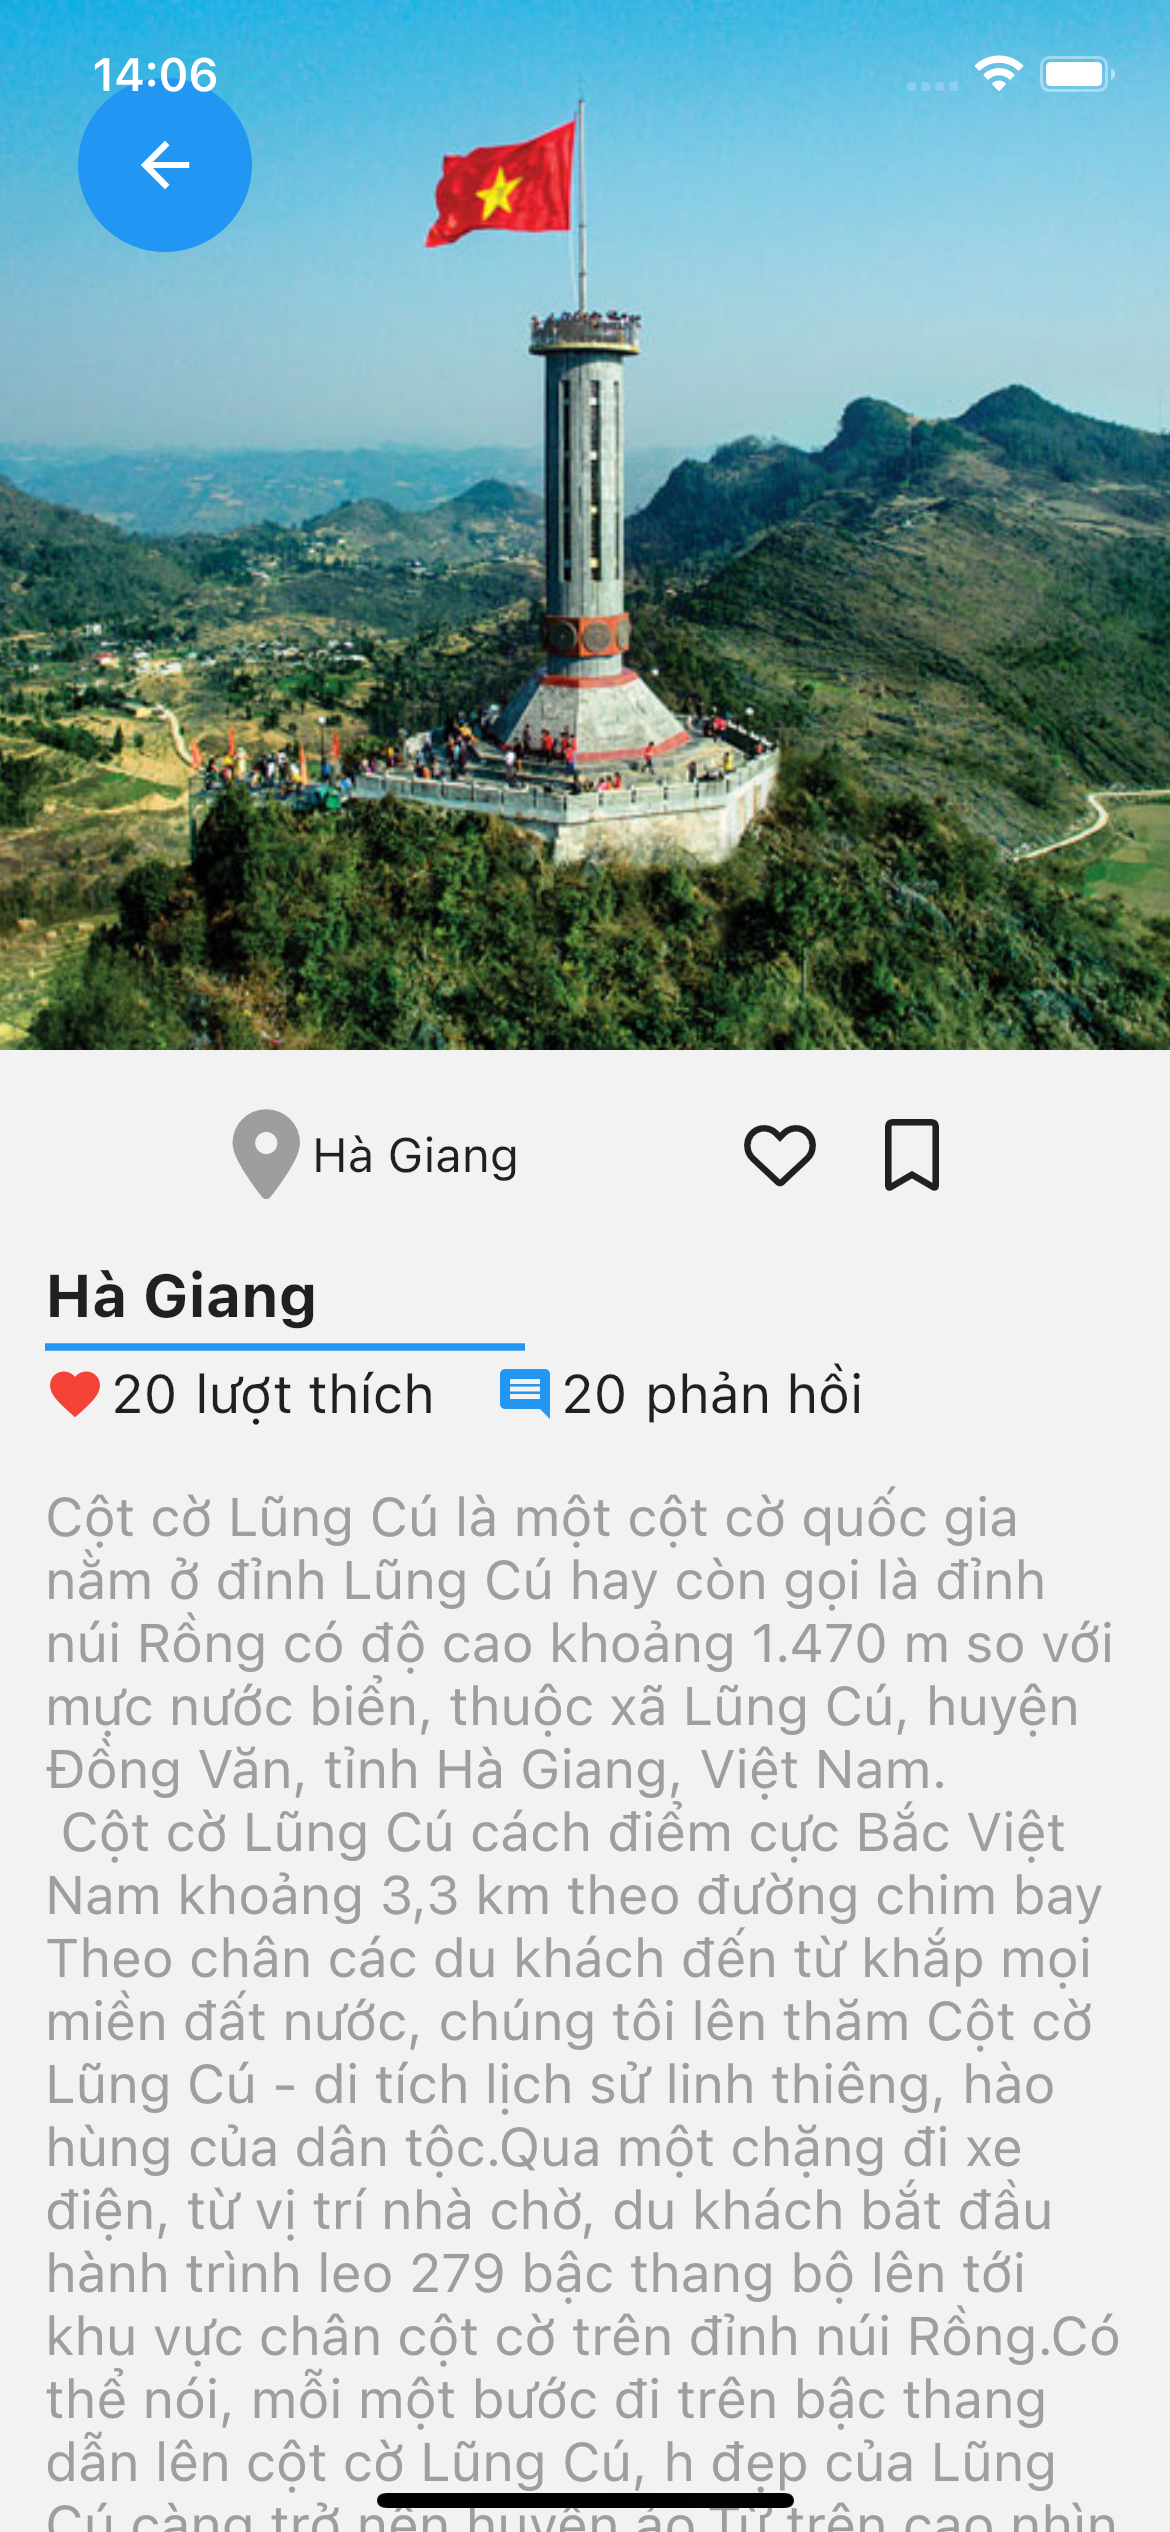 14:06
Hà Giang
Hà Giang
20 lượt thích 20 phản hồi
Cột cờ Lũng Cú là một cột cờ quốc gia
nằm ở đỉnh Lũng Cú hay còn gọi là đỉnh
núi Rồng có độ cao khoảng 1.470 m so với
mực nước biển, thuộc xã Lũng Cú, huyện
Đồng Văn, tỉnh Hà Giang, Việt Nam.
Cột cờ Lũng Cú cách điểm cực Bắc Việt
Nam khoảng 3,3 km theo đường chim bay
Theo chân các du khách đến từ khắp mọi
miền đất nước, chúng tôi lên thăm Cột cờ
Lũng Cú - di tích lịch sử linh thiêng, hào
hùng của dân tộc.Qua một chặng đi xe
điện, từ vị trí nhà chờ, du khách bắt đầu
hành trình leo 279 bậc thang bộ lên tới
khu vực chân cột cờ trên đỉnh núi Rồng.Có
thể nói, mỗi một bước đi trên bậc thang
dẫn lên cột cờ Lũng Cú, h đẹp của Lũng
Cú càng trở nên huyền ảo.Từ trên cao nhìn